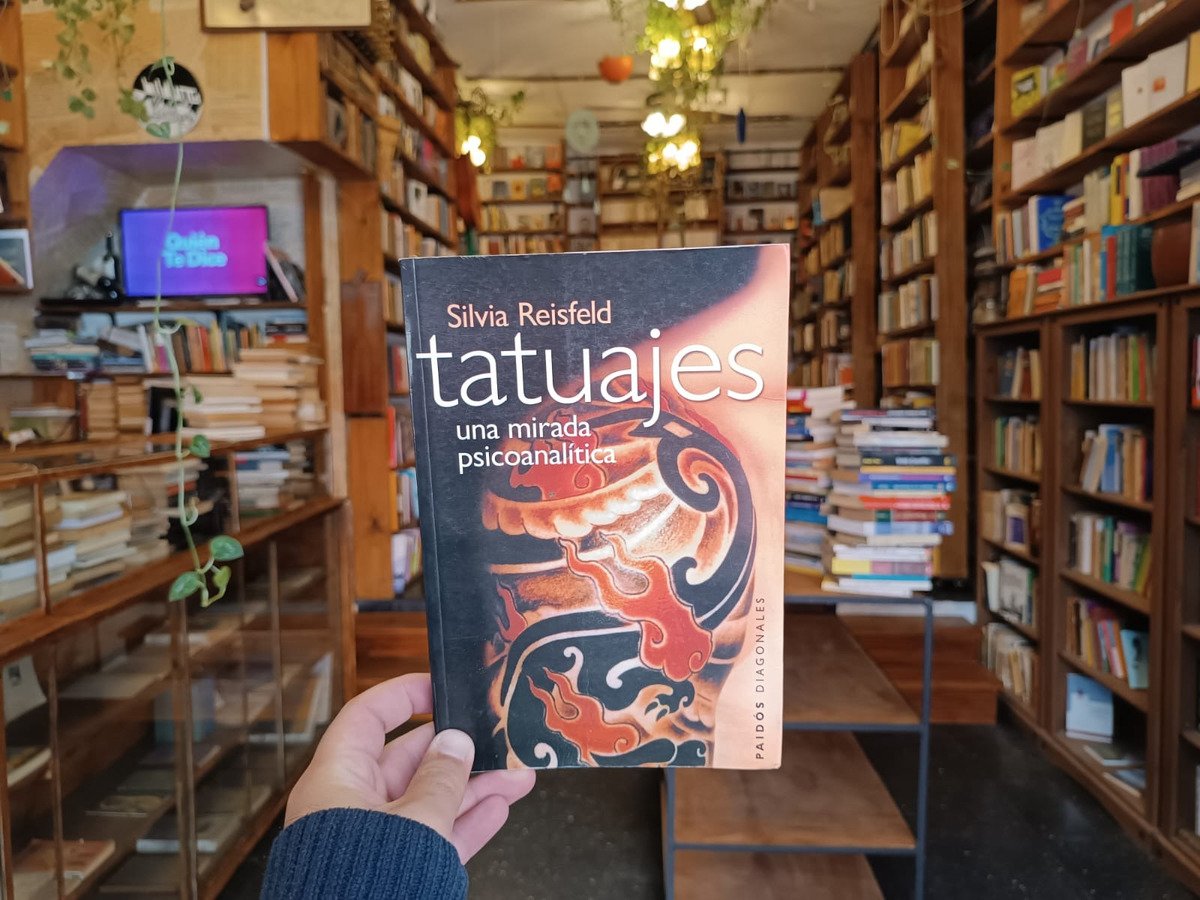 Quién
Te Dice
Silvia Reisfeld
tatuajes
una mirada
psicoanalítica
PAIDÓS DIAGONALES